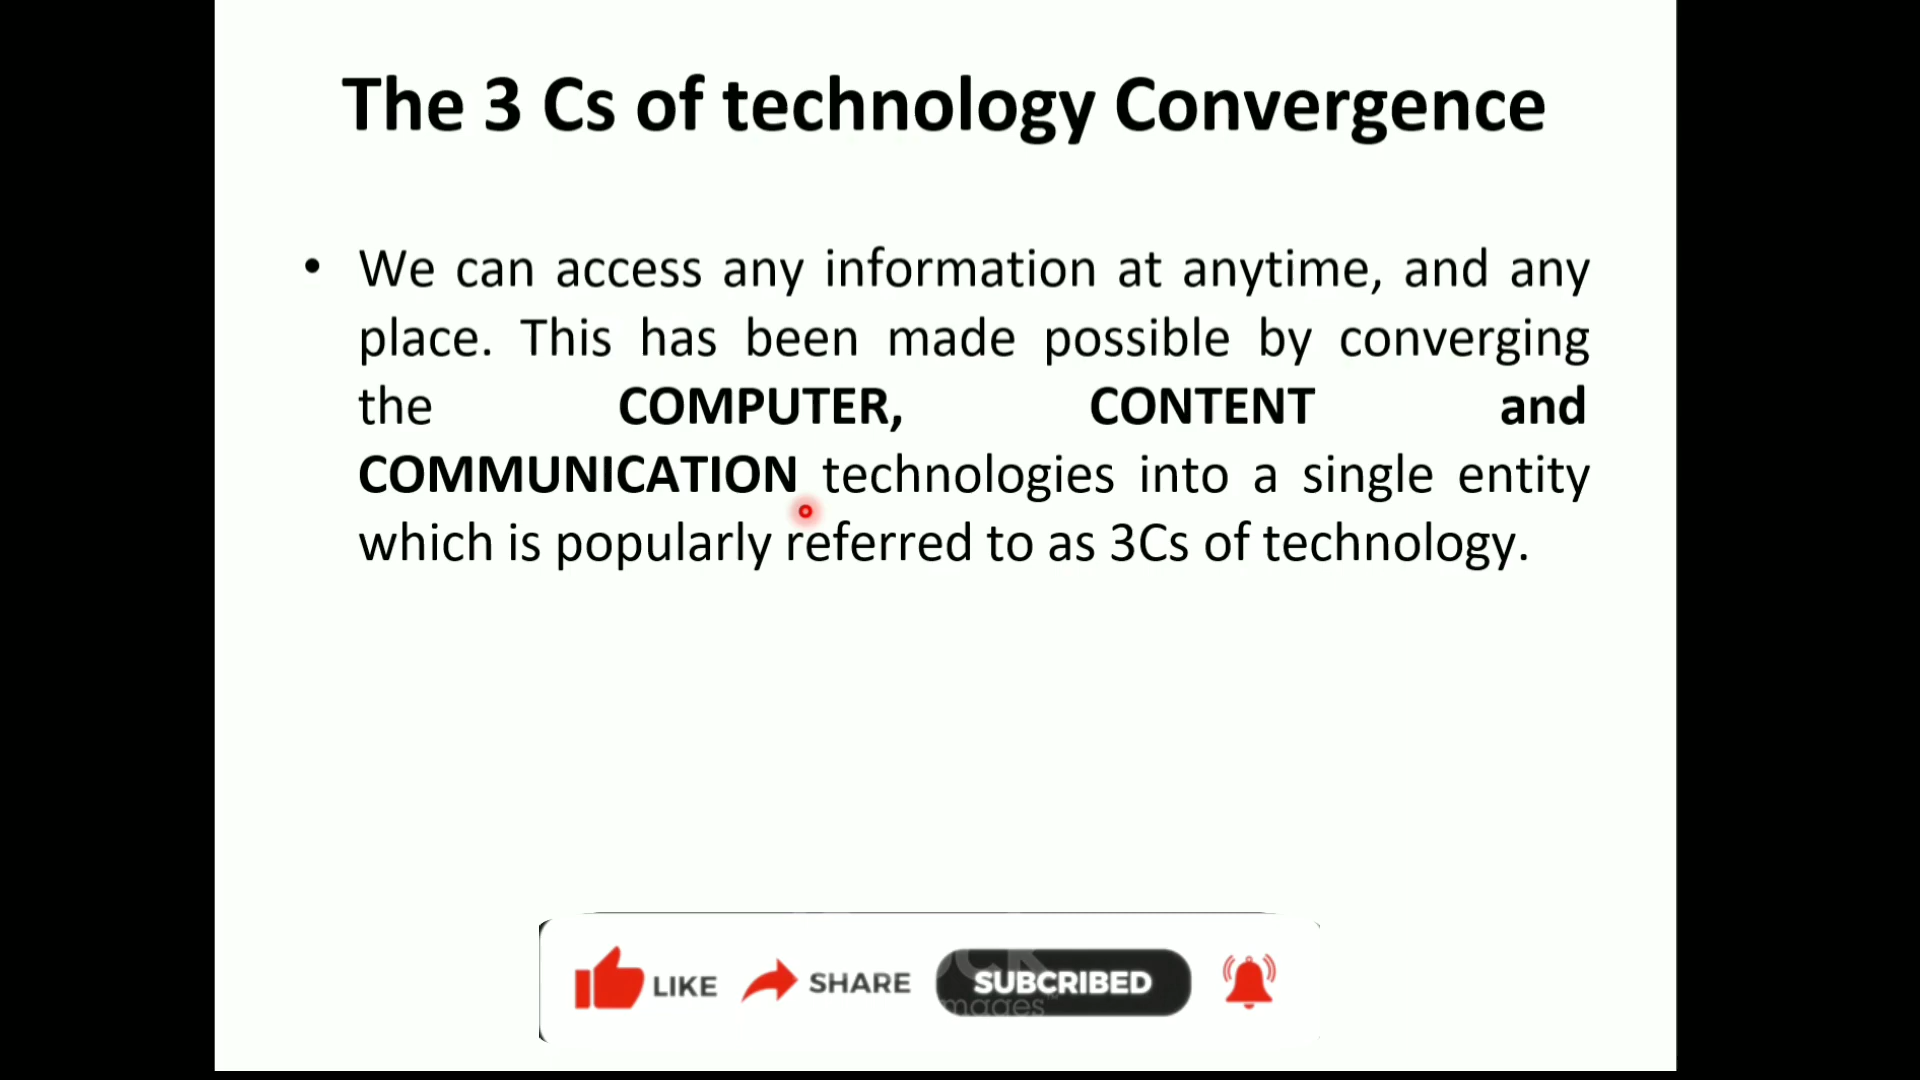 The 3 Cs of technology Convergence
• We can access any information at anytime, and any
place. This has been made possible by converging
the COMPUTER, CONTENT and
COMMUNICATION technologies into a single entity
which is popularly referred to as 3Cs of technology.
LIKE SHARE SUBCRIBED
mages